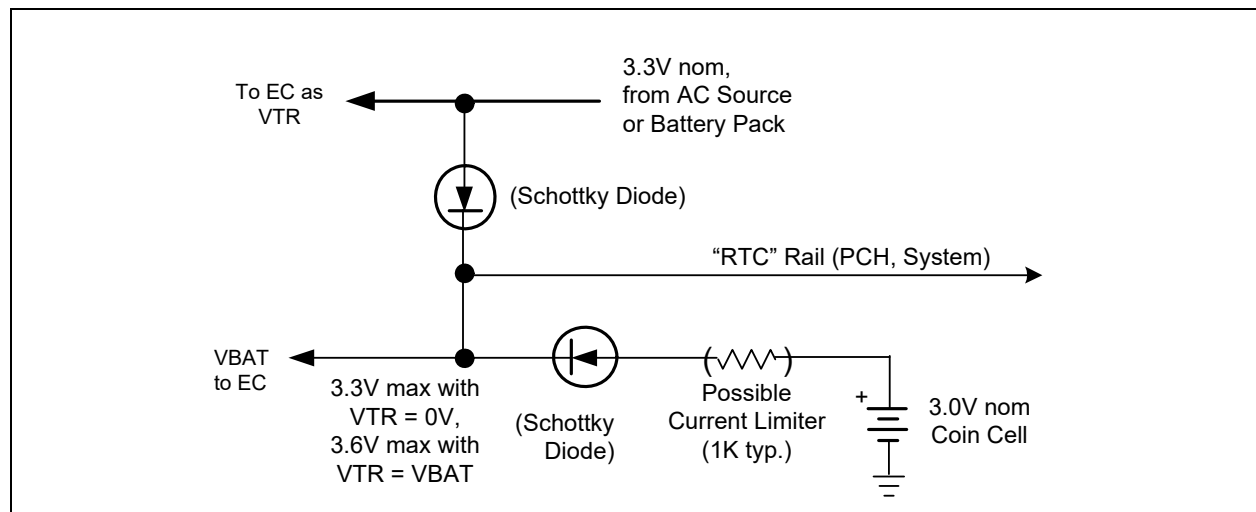 To EC as
VTR
3.3V nom,
from AC Source
or Battery Pack
(Schottky Diode)
“RTC” Rail (PCH, System)
VBAT
to EC
3.3V max with
VTR = 0V,
3.6V max with
VTR = VBAT
(Schottky
Diode)
( )
Possible
Current Limiter
(1K typ.)
+
3.0V nom
Coin Cell